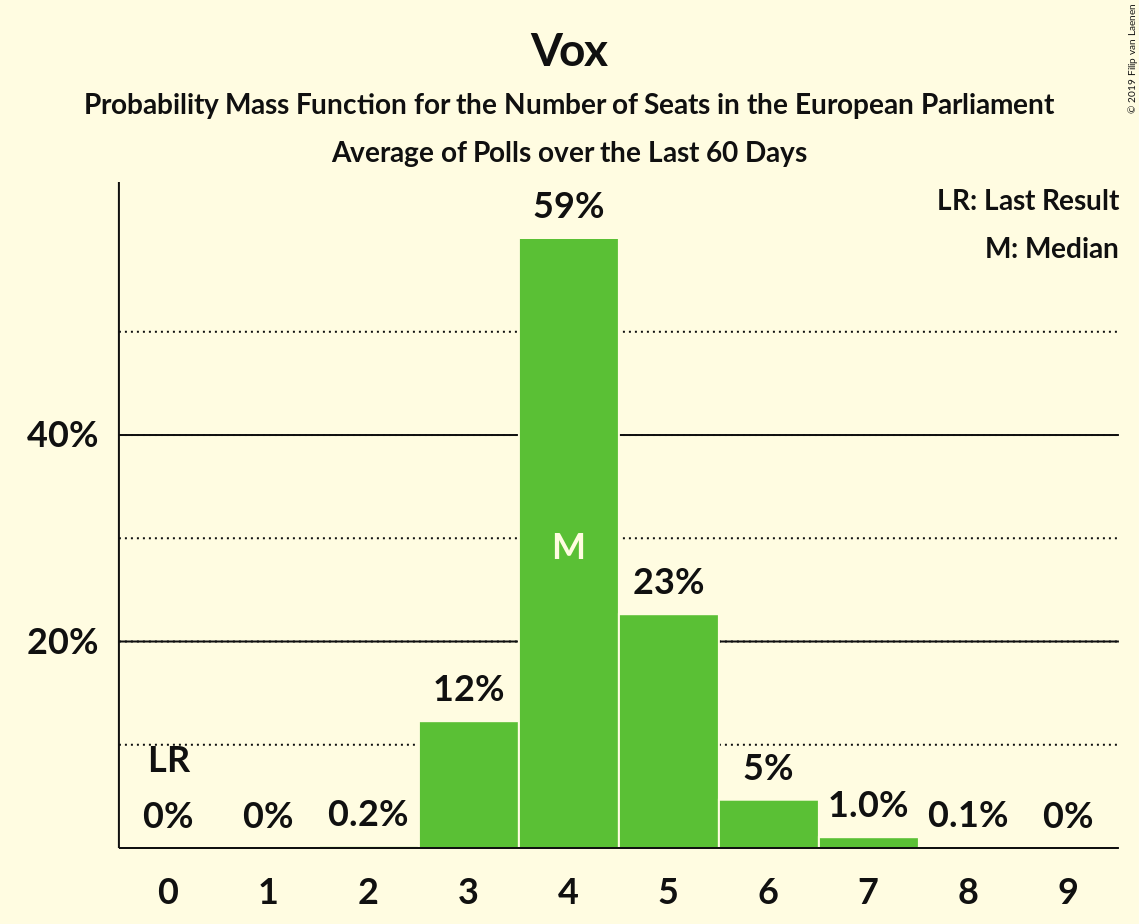 Vox
Probability Mass Function for the Number of Seats in the European Parliament
Average of Polls over the Last 60 Days
© 2019 Filip van Laenen
LR: Last Result
M: Median
59%
40%
M
23%
20%
12%
LR
5%
0% 0% 0.2% 1.0% 0.1% 0%
0 1 2 3 4 5 6 7 8 9